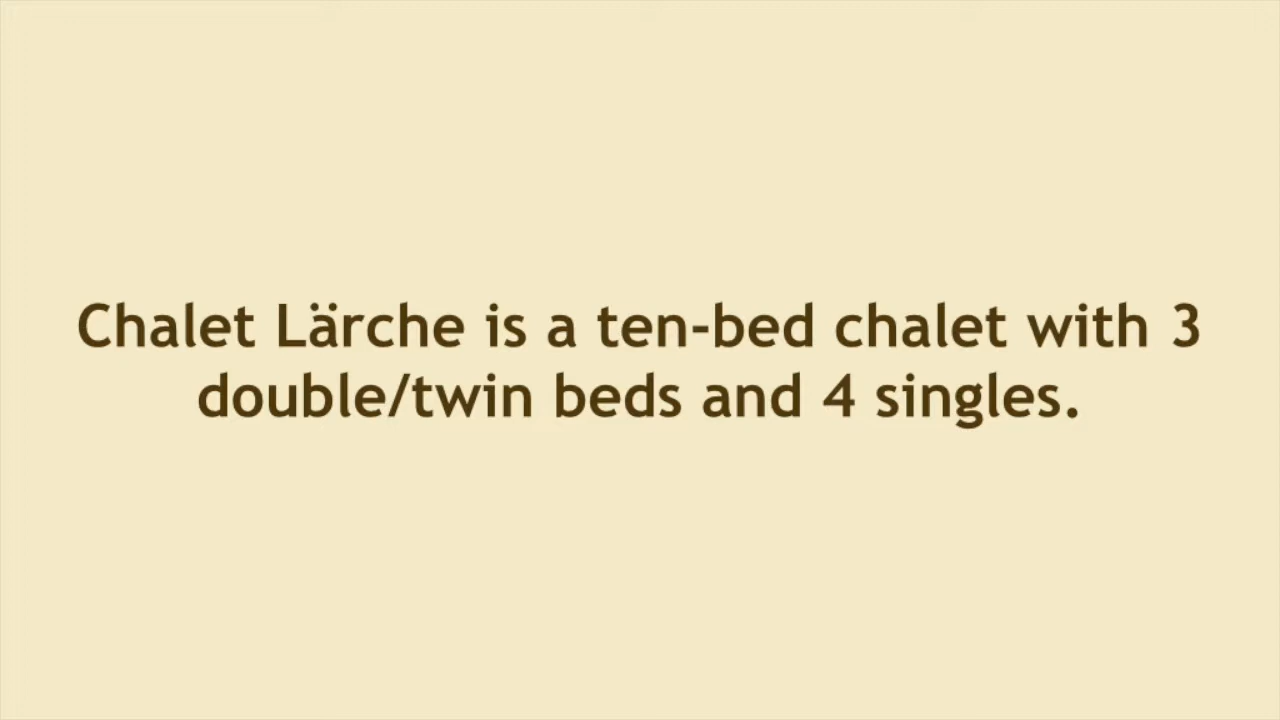 Chalet Lärche is a ten-bed chalet with 3
double/twin beds and 4 singles.